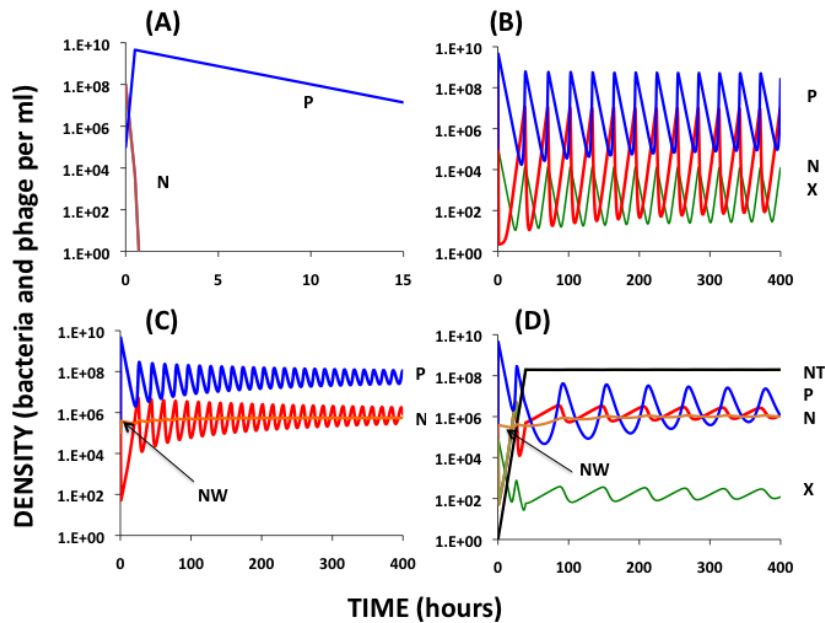 (A)
(B)
1.E+10
1.E+08
1.E+06
1.E+04
1.E+02
1.E+00
P
N
0 5 10 15
1.E+10
1.E+08
1.E+06
1.E+04
1.E+02
1.E+00
P
N
X
0 100 200 300 400
(C)
(D)
1.E+10
1.E+08
1.E+06
1.E+04
1.E+02
1.E+00
P
N
NW
0 100 200 300 400
1.E+10
1.E+08
1.E+06
1.E+04
1.E+02
1.E+00
NT
P
N
NW
X
0 100 200 300 400
DENSITY (bacteria and phage per ml)
TIME (hours)